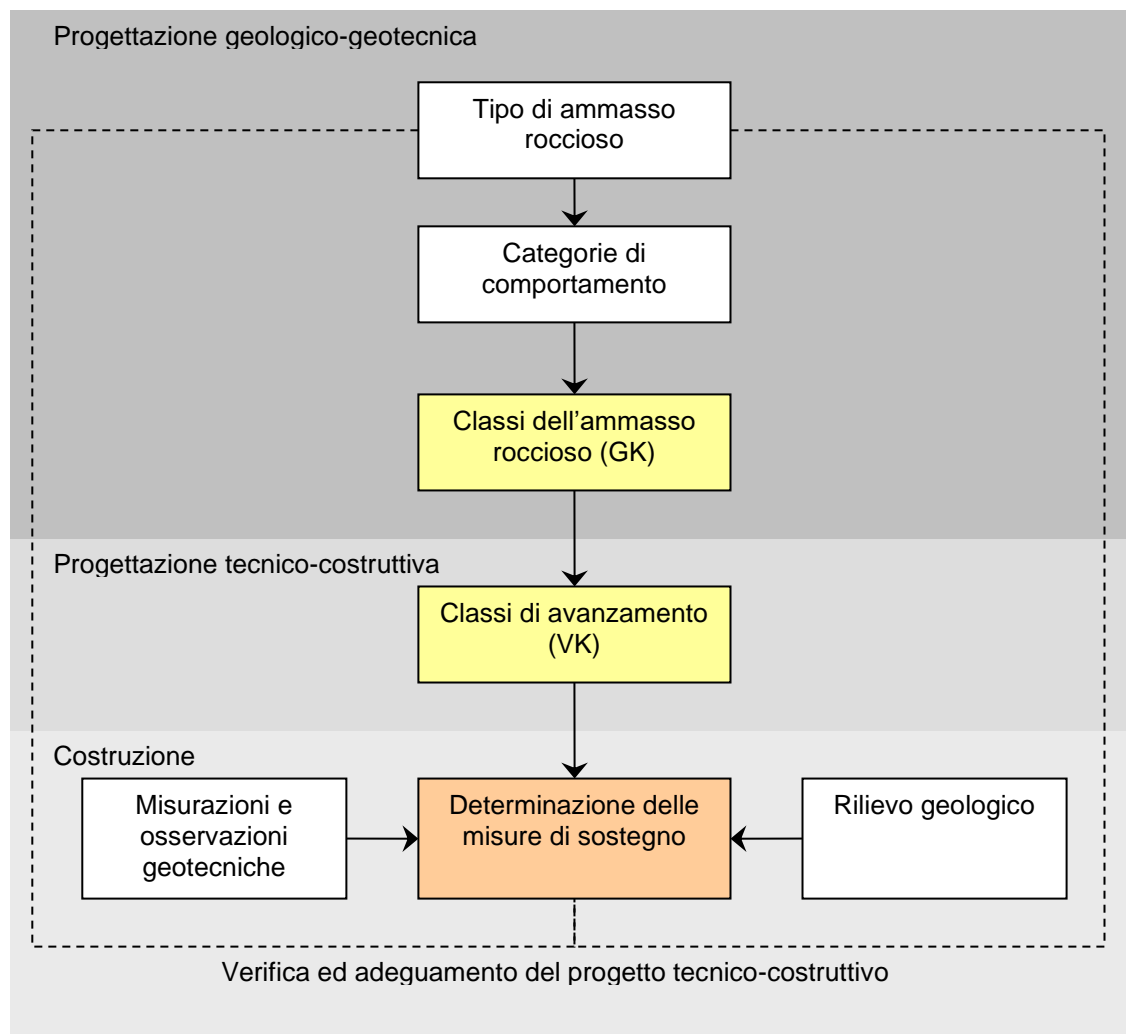 Progettazione geologico-geotecnica
Tipo di ammasso
roccioso
Categorie di
comportamento
Classi dell'ammasso
roccioso (GK)
Progettazione tecnico-costruttiva
Classi di avanzamento
(VK)
Costruzione
Misurazioni e
osservazioni
geotecniche
Determinazione delle
misure di sostegno
Rilievo geologico
Verifica ed adeguamento del progetto tecnico-costruttivo